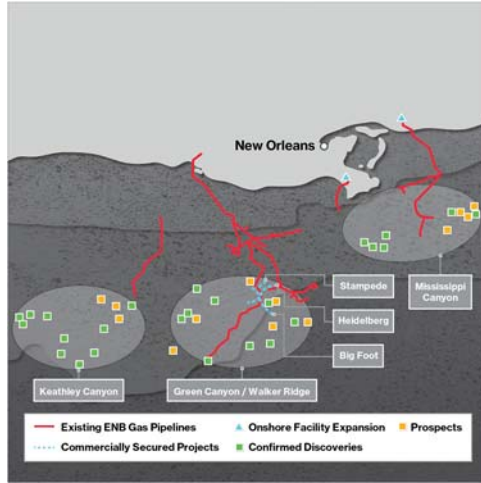 New Orleans
Stampede
Mississippi
Canyon
Heidelberg
Big Foot
Keathley Canyon
Green Canyon / Walker Ridge
Existing ENB Gas Pipelines
Onshore Facility Expansion
Prospects
Commercially Secured Projects
Confirmed Discoveries